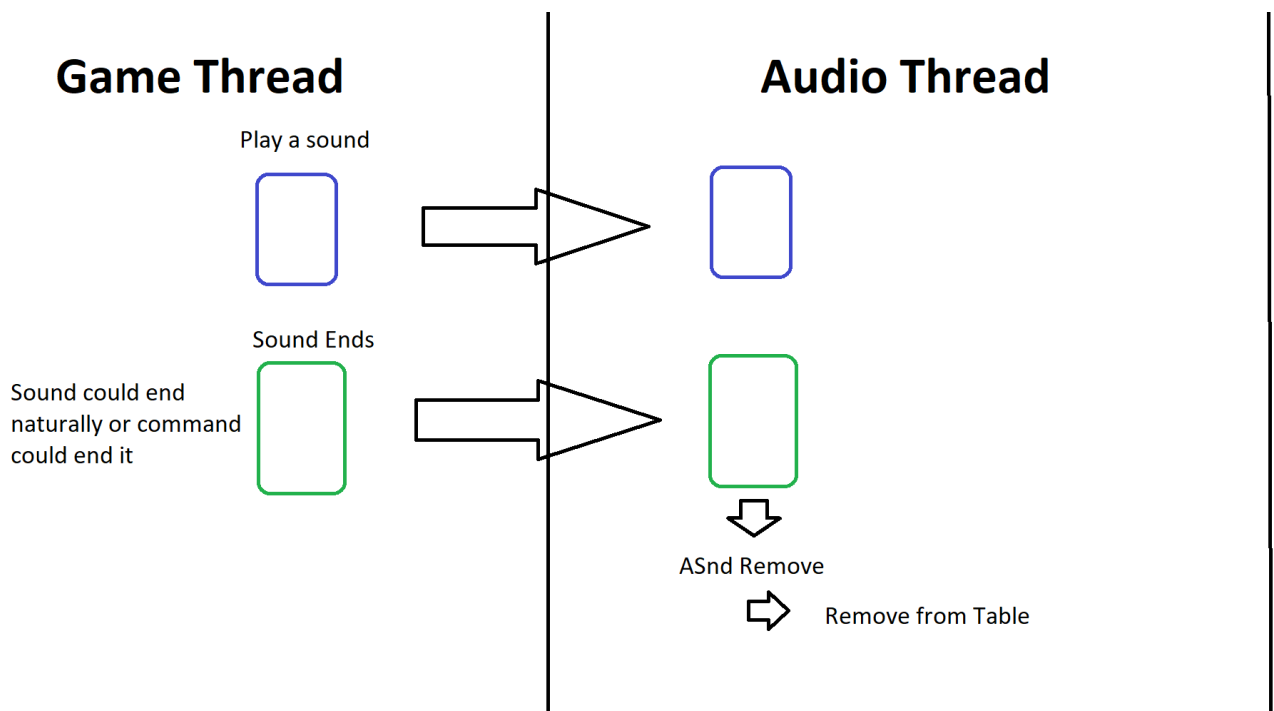 Game Thread
Audio Thread
Play a sound
Sound Ends
Sound could end
naturally or command
could end it
ASnd Remove
Remove from Table